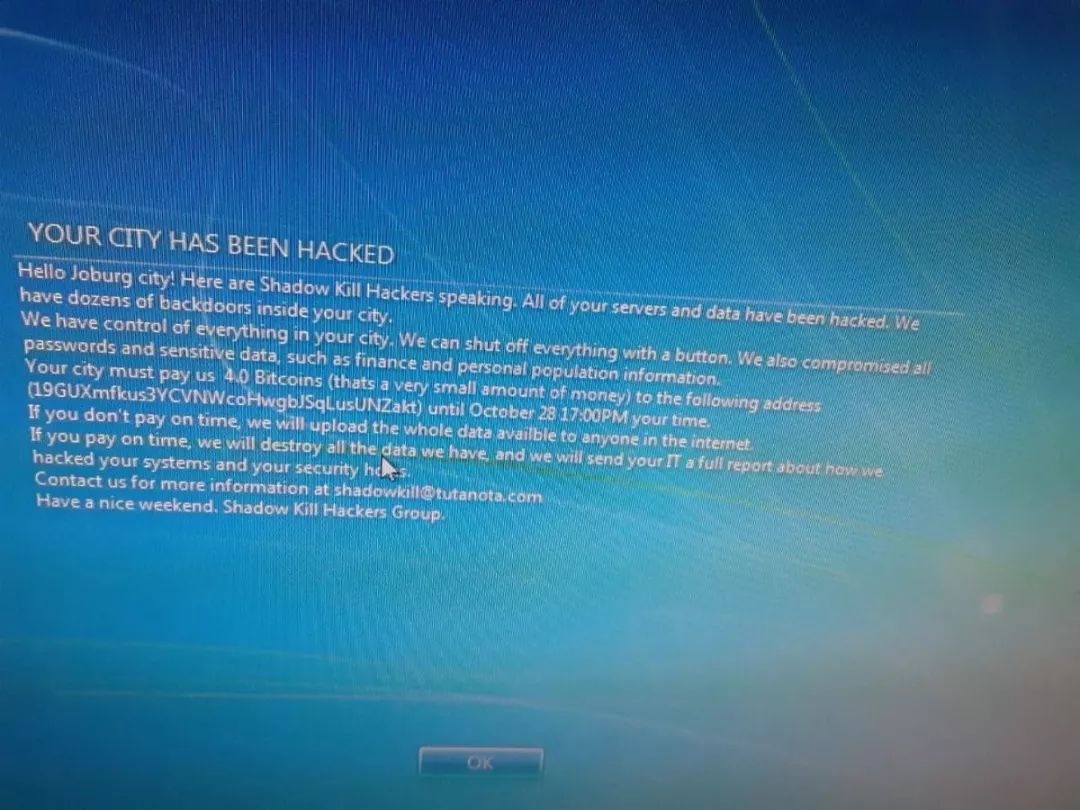 YOUR CITY HAS BEEN HACKED
Hello Joburg city! Here are Shadow Kill Hackers speaking. All of your servers and data have been hacked. We
have dozens of backdoors inside your city.
We have control of everything in your city. We can shut off everything with a button. We also compromised all
passwords and sensitive data, such as finance and personal population information.
Your city must pay us 4.0 Bitcoins (thats a very small amount of money) to the following address
(19GUXmfkus3YCVNWcoHwgbJSqLusUNZakt) until October 28 17:00PM your time.
If you don't pay on time, we will upload the whole data availble to anyone in the internet.
If you pay on time, we will destroy all the data we have, and we will send your IT a full report about how we
hacked your systems and your security holes.
Contact us for more information at shadowkill@tutanota.com
Have a nice weekend. Shadow Kill Hackers Group.
OK